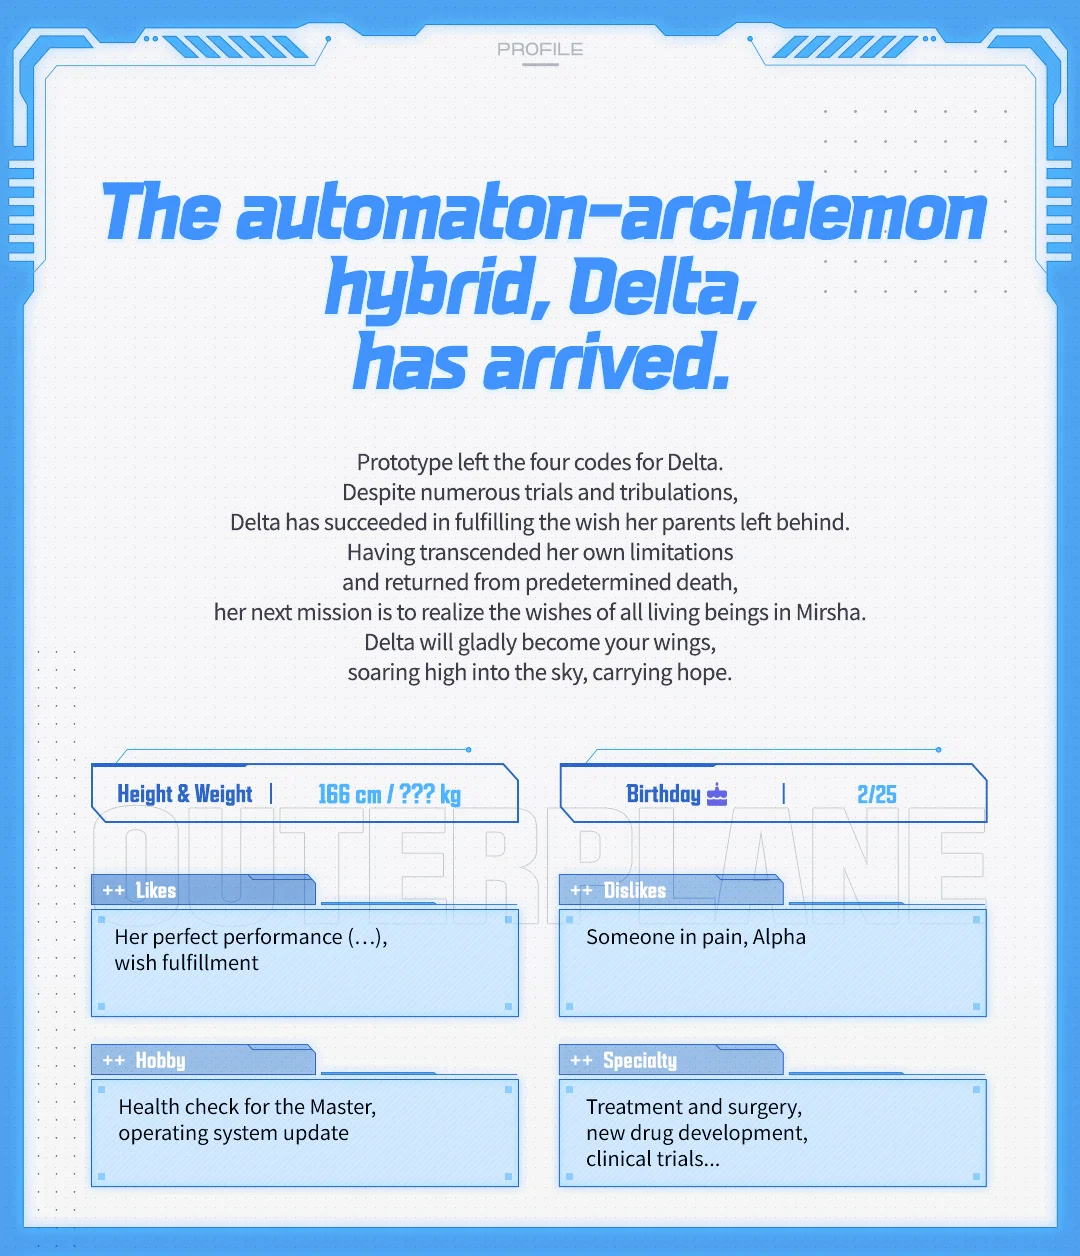 PROFILE
The automaton-archdemon
hybrid, Delta,
has arrived.
Prototype left the four codes for Delta.
Despite numerous trials and tribulations,
Delta has succeeded in fulfilling the wish her parents left behind.
Having transcended her own limitations
and returned from predetermined death,
her next mission is to realize the wishes of all living beings in Mirsha.
Delta will gladly become your wings,
soaring high into the sky, carrying hope.
Height & Weight | 166 cm / ??? kg
Birthday | 2/25
OUTERPLANE
++ Likes
Her perfect performance (...),
wish fulfillment
++ Dislikes
Someone in pain, Alpha
++ Hobby
Health check for the Master,
operating system update
++ Specialty
Treatment and surgery,
new drug development,
clinical trials...